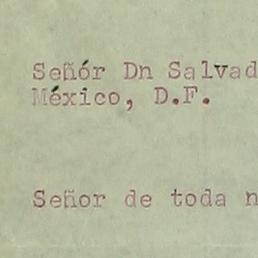 Señór Dn Salvad
México, D.F.
Señor de toda n